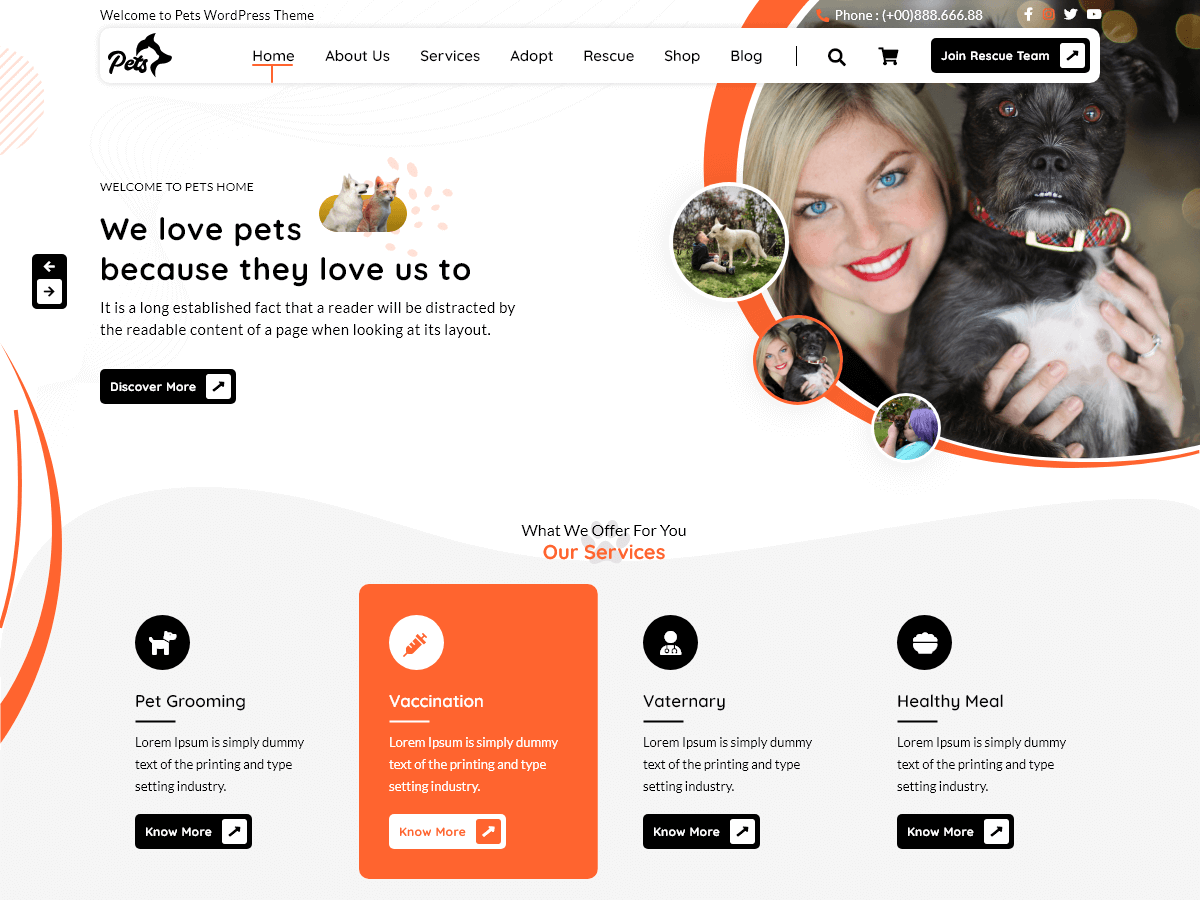 Welcome to Pets WordPress Theme
Phone : (+00)888.666.88
Pets
Home
About Us
Services
Adopt
Rescue
Shop
Blog
Join Rescue Team
WELCOME TO PETS HOME
We love pets
because they love us to
It is a long established fact that a reader will be distracted by
the readable content of a page when looking at its layout.
Discover More
What We Offer For You
Our Services
Pet Grooming
Lorem Ipsum is simply dummy
text of the printing and type
setting industry.
Know More
Vaccination
Lorem Ipsum is simply dummy
text of the printing and type
setting industry.
Know More
Vaternary
Lorem Ipsum is simply dummy
text of the printing and type
setting industry.
Know More
Healthy Meal
Lorem Ipsum is simply dummy
text of the printing and type
setting industry.
Know More